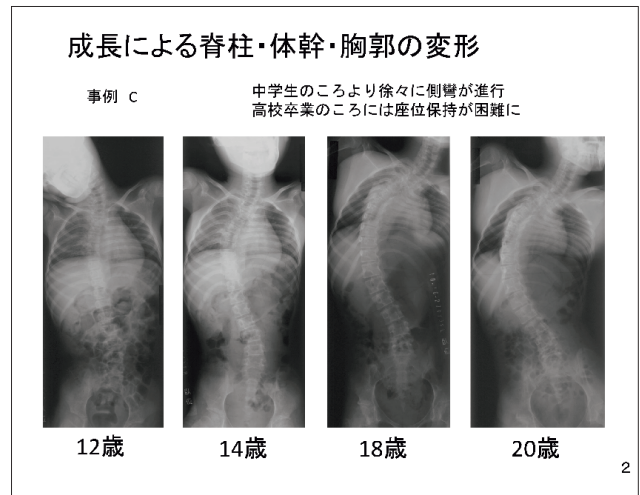 成長による脊柱・体幹・胸郭の変形
事例 C
中学生のころより徐々に側彎が進行
高校卒業のころには座位保持が困難に
12歳
14歳
18歳
20歳
2